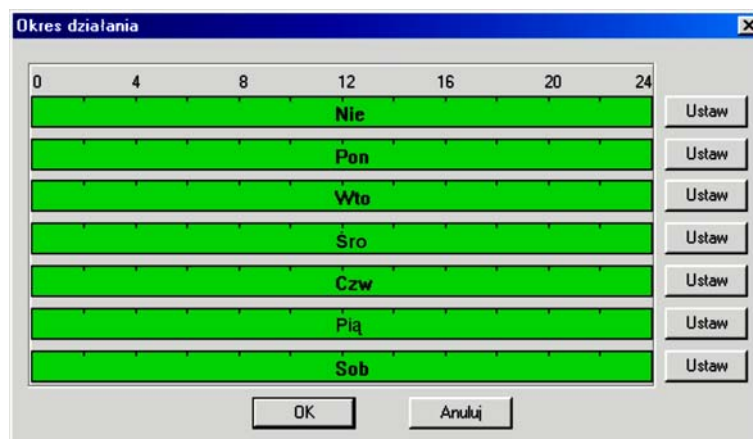 Okres działania
0 4 8 12 16 20 24
Nie Ustaw
Pon Ustaw
Wto Ustaw
Śro Ustaw
Czw Ustaw
Pią Ustaw
Sob Ustaw
OK Anuluj